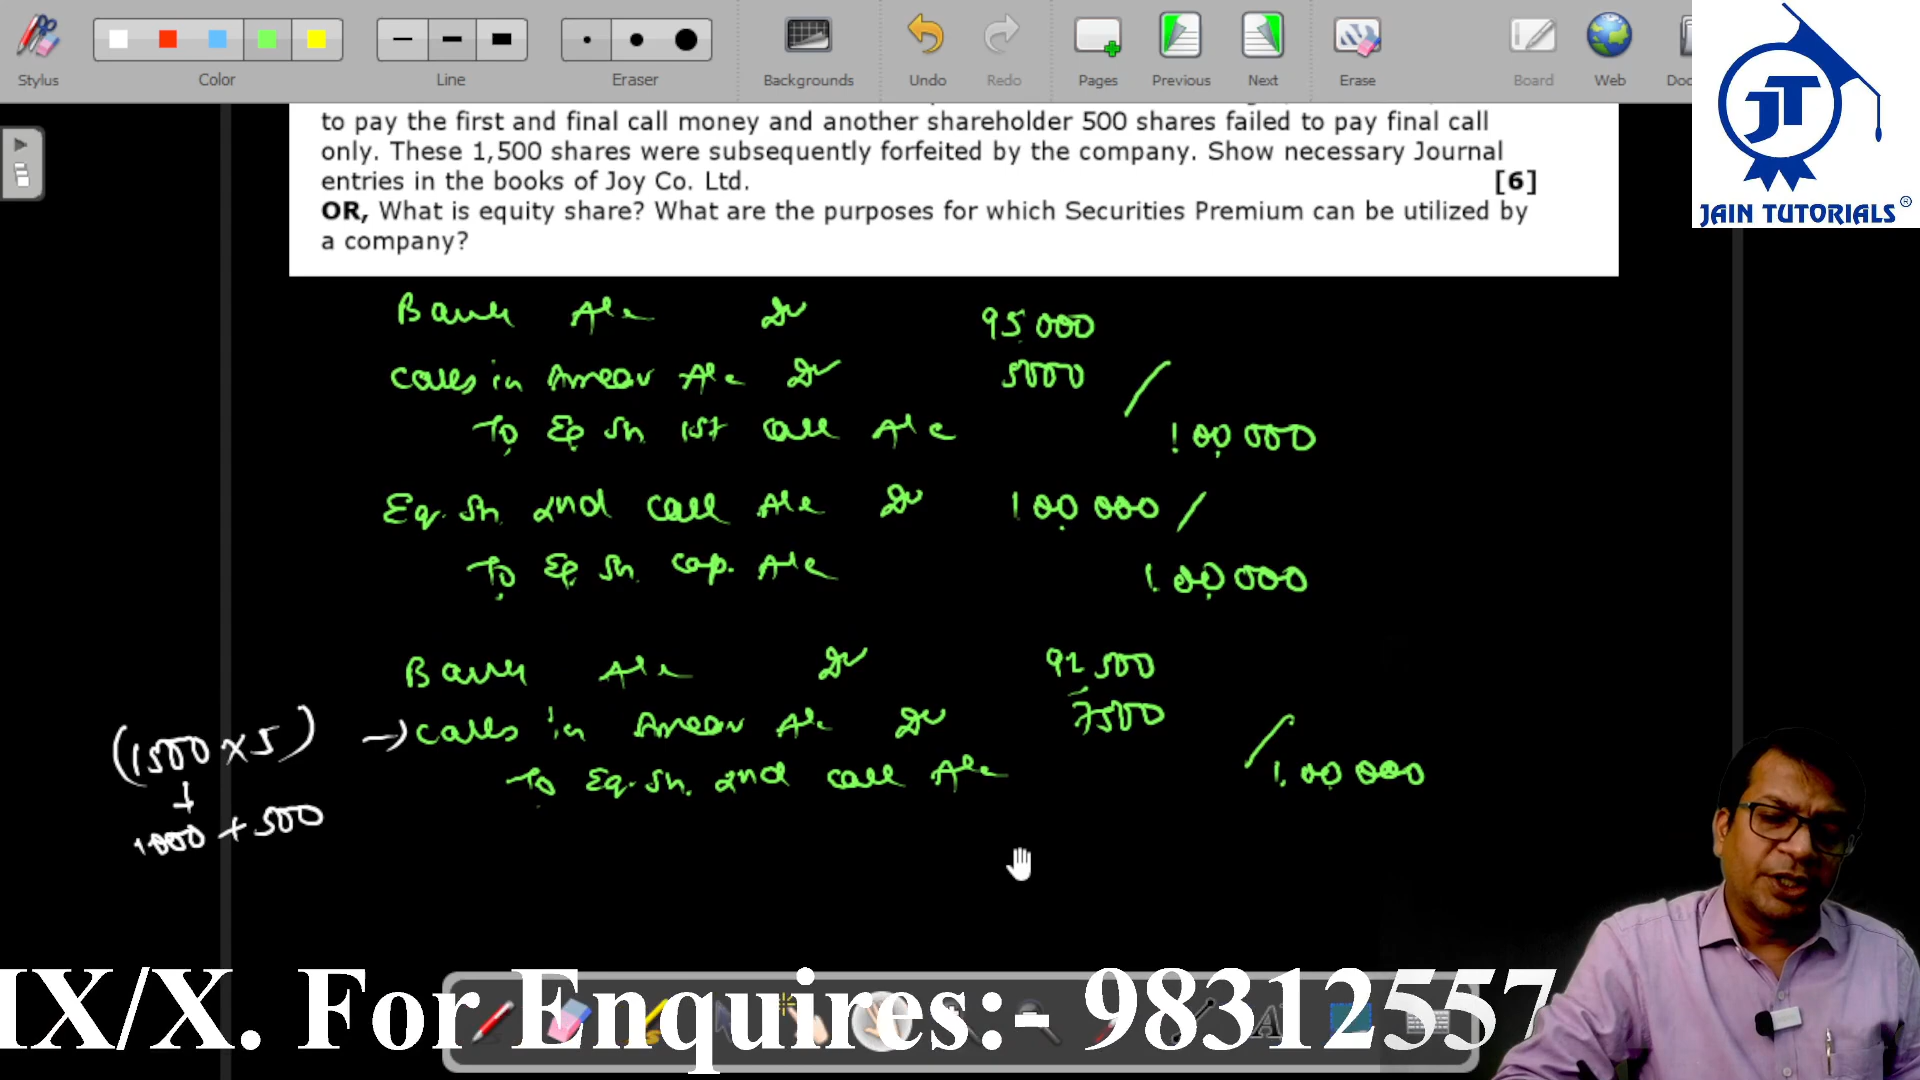 Stylus Color Line Eraser Backgrounds Undo Redo Pages Previous Next Erase Board Web
JT
JAIN TUTORIALS®
to pay the first and final call money and another shareholder 500 shares failed to pay final call
only. These 1,500 shares were subsequently forfeited by the company. Show necessary Journal
entries in the books of Joy Co. Ltd. [6]
OR, What is equity share? What are the purposes for which Securities Premium can be utilized by
a company?
Bank A/c Dr 95000
Calls in Arrear A/c Dr 5000 /
To Eq Sh. 1st Call A/c 1,00,000
Eq. Sh. 2nd Call A/c Dr 1,00,000 /
To Eq Sh. Cap. A/c 1,00,000
Bank A/c Dr 92500
(1500 x 5) → Calls in Arrear A/c Dr 7500 /
To Eq. Sh. 2nd Call A/c 1,00,000
1000 + 500
IX/X. For Enquires:- 98312557